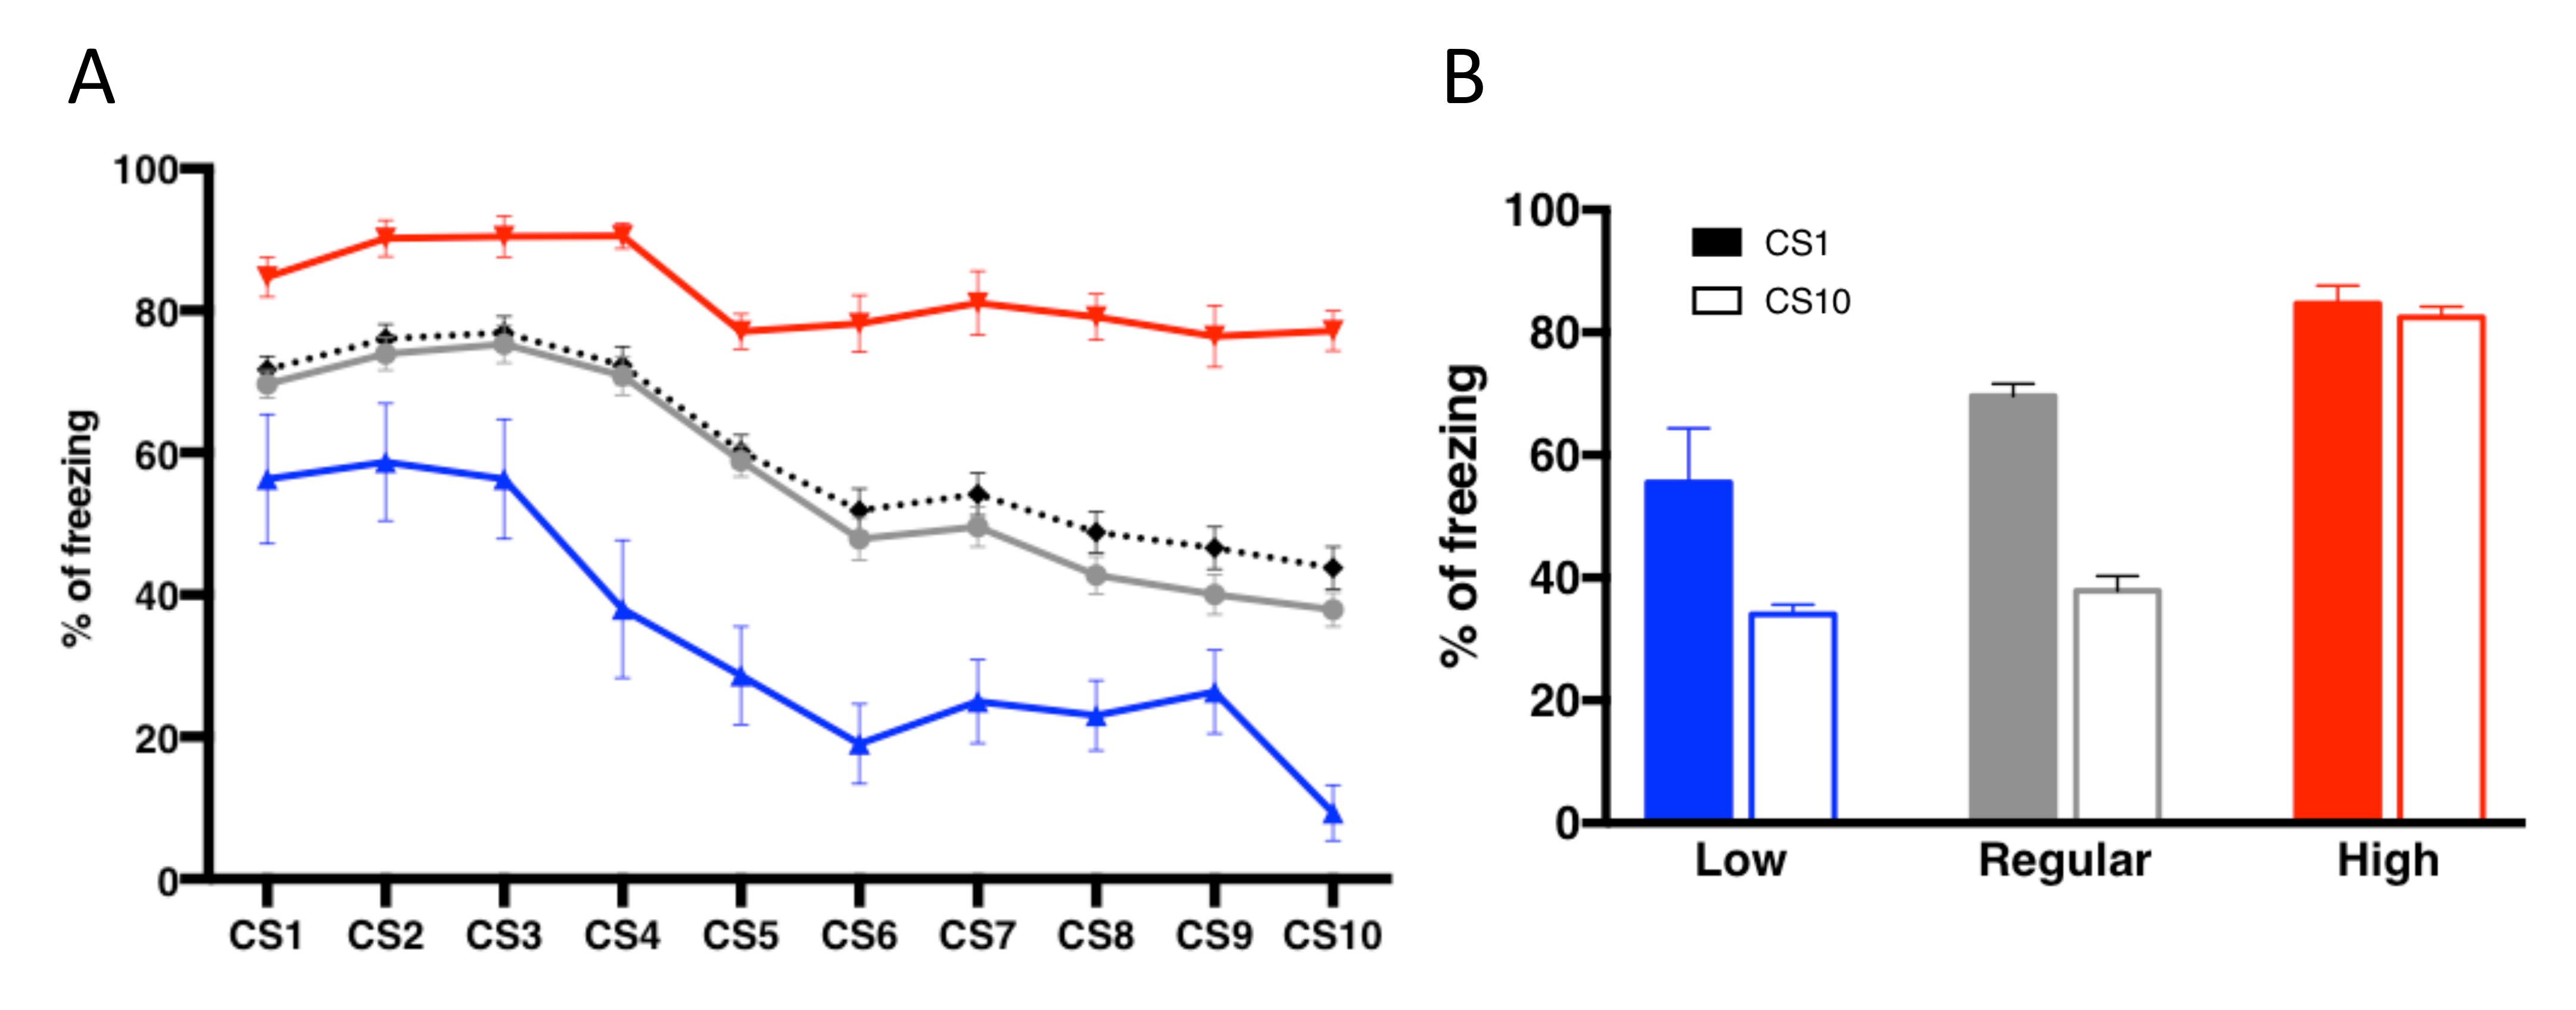 A
B
100
80
60
40
20
0
% of freezing
CS1 CS2 CS3 CS4 CS5 CS6 CS7 CS8 CS9 CS10
100
80
60
40
20
0
% of freezing
CS1
CS10
Low Regular High